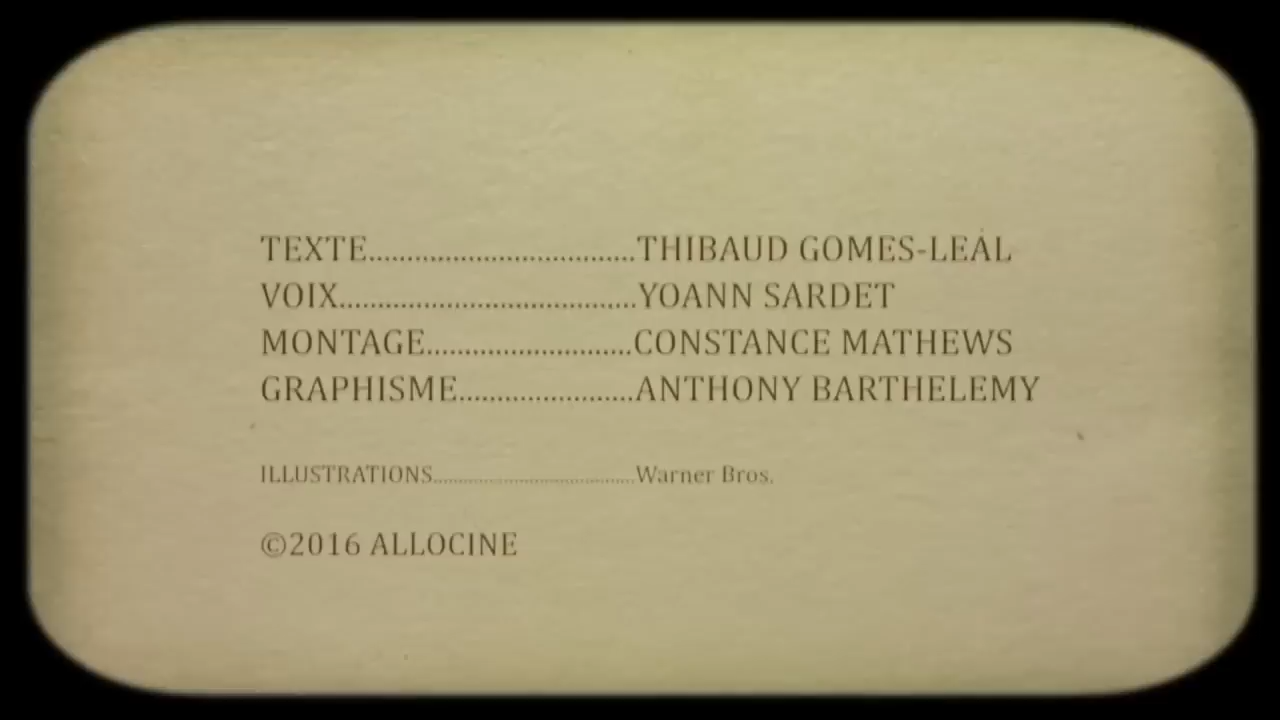 TEXTE..................................THIBAUD GOMES-LEAL
VOIX......................................YOANN SARDET
MONTAGE...........................CONSTANCE MATHEWS
GRAPHISME.......................ANTHONY BARTHELEMY
ILLUSTRATIONS.......................................Warner Bros.
©2016 ALLOCINE